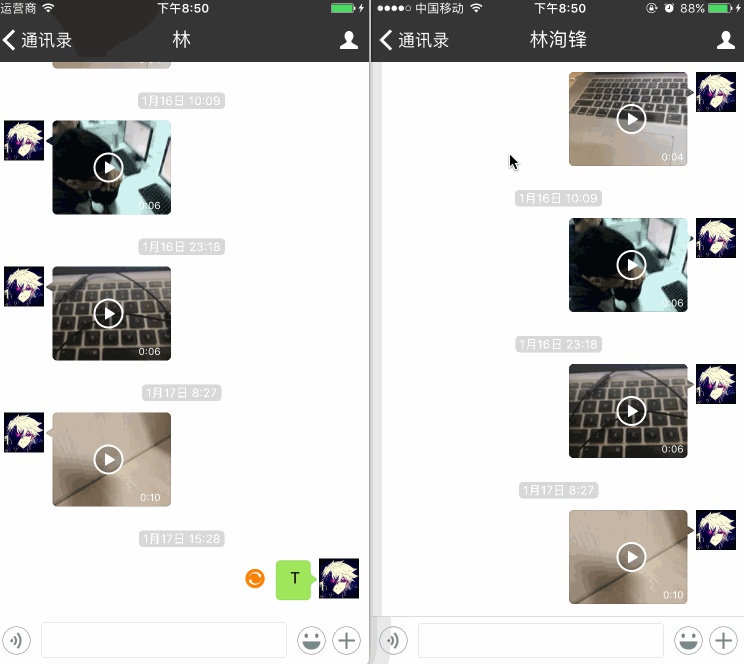 运营商 下午8:50
通讯录 林
1月16日 10:09
0:06
1月16日 23:18
0:06
1月17日 8:27
0:10
1月17日 15:28
T
中国移动 下午8:50 88%
通讯录 林洵锋
0:04
1月16日 10:09
0:06
1月16日 23:18
0:06
1月17日 8:27
0:10